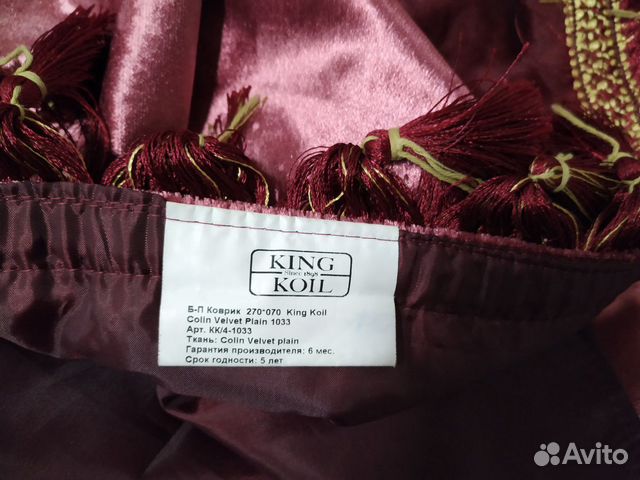 KING
Since 1898
KOIL
Б-П Коврик 270*070 King Koil
Colin Velvet Plain 1033
Арт. КК/4-1033
Ткань: Colin Velvet plain
Гарантия производителя: 6 мес.
Срок годности: 5 лет
Avito